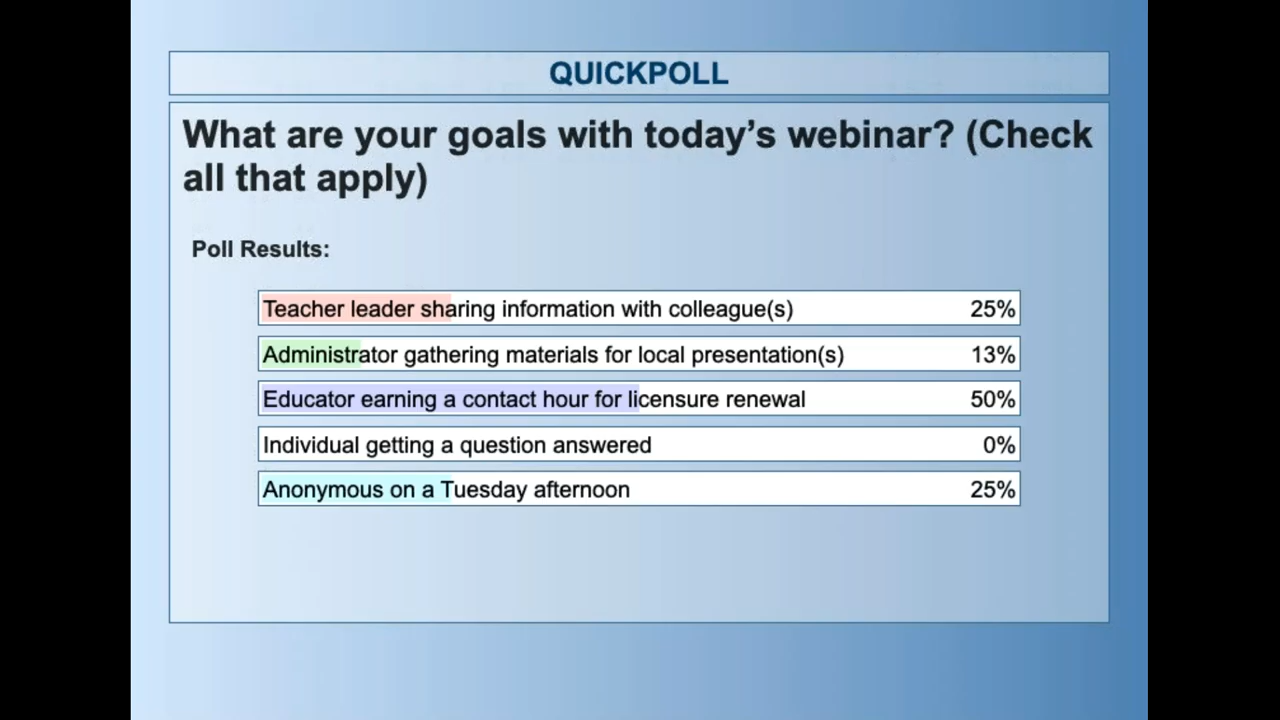 QUICKPOLL
What are your goals with today’s webinar? (Check
all that apply)
Poll Results:
Teacher leader sharing information with colleague(s) 25%
Administrator gathering materials for local presentation(s) 13%
Educator earning a contact hour for licensure renewal 50%
Individual getting a question answered 0%
Anonymous on a Tuesday afternoon 25%